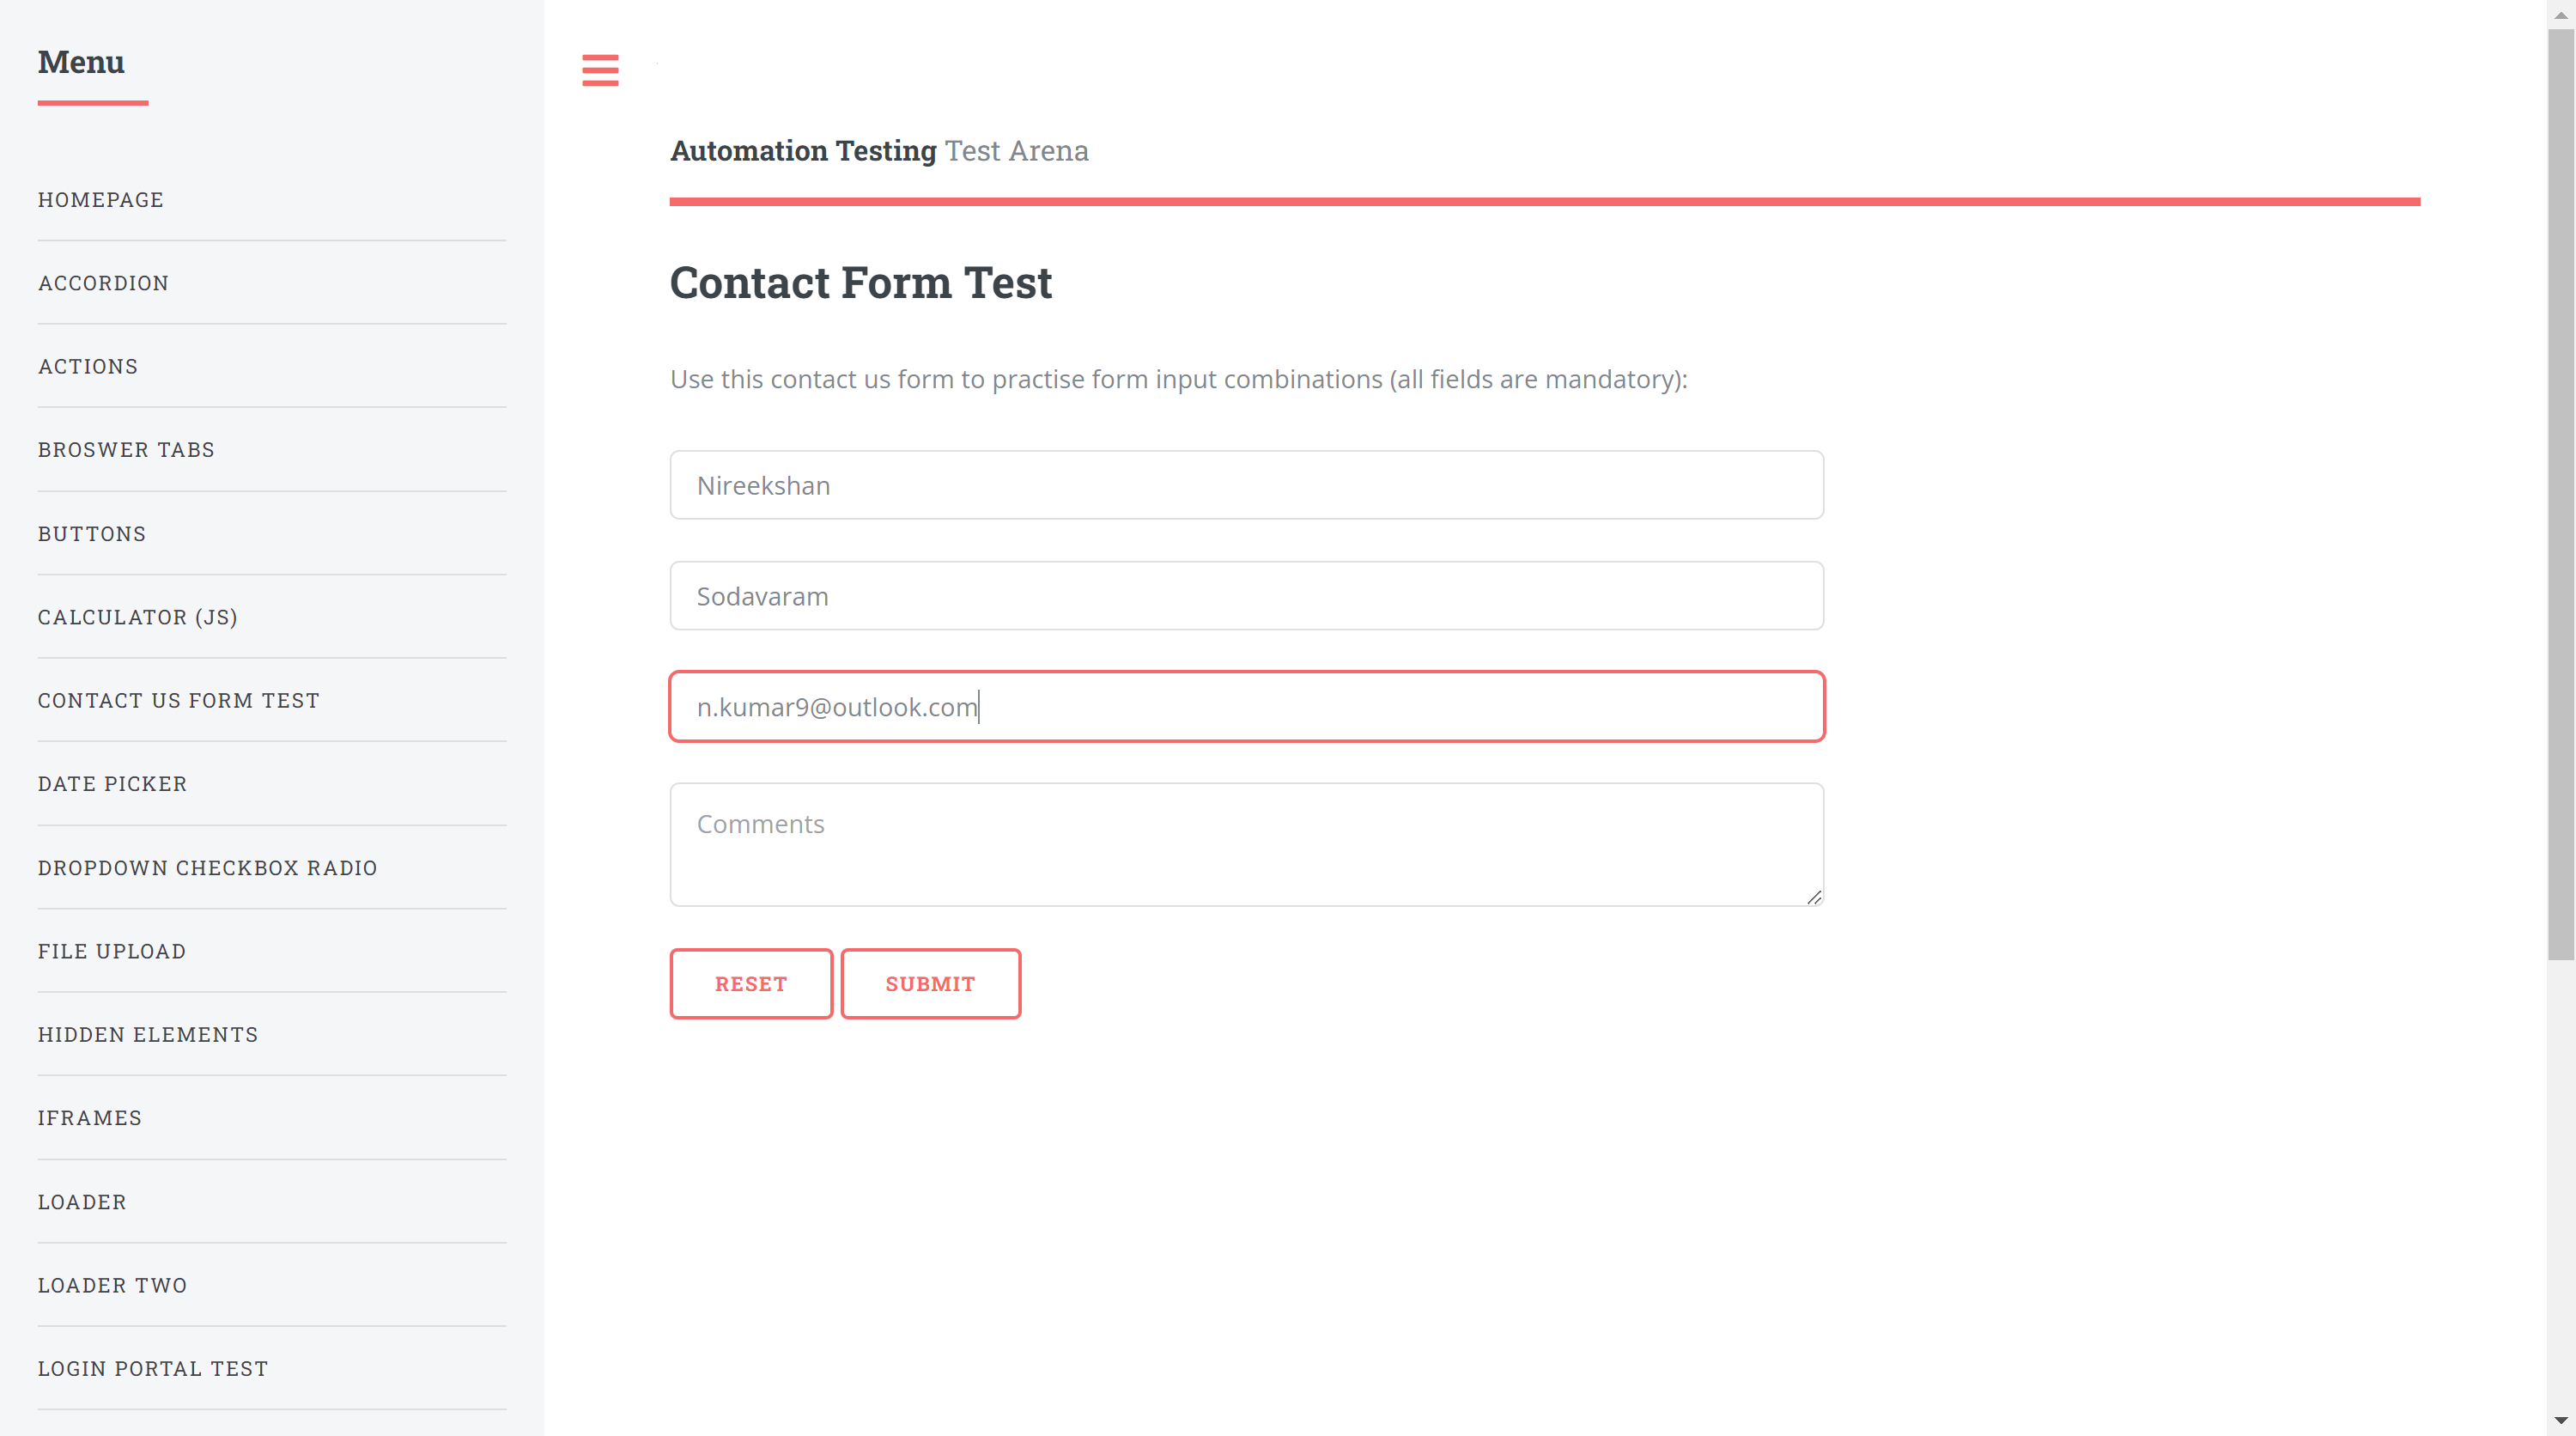 Menu
HOMEPAGE
ACCORDION
ACTIONS
BROSWER TABS
BUTTONS
CALCULATOR (JS)
CONTACT US FORM TEST
DATE PICKER
DROPDOWN CHECKBOX RADIO
FILE UPLOAD
HIDDEN ELEMENTS
IFRAMES
LOADER
LOADER TWO
LOGIN PORTAL TEST
Automation Testing Test Arena
Contact Form Test
Use this contact us form to practise form input combinations (all fields are mandatory):
Nireekshan
Sodavaram
n.kumar9@outlook.com
Comments
RESET SUBMIT